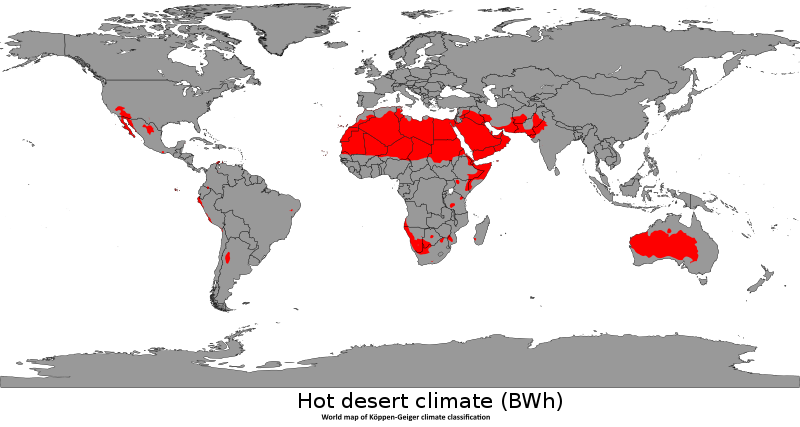 Hot desert climate (BWh)
World map of Köppen-Geiger climate classification